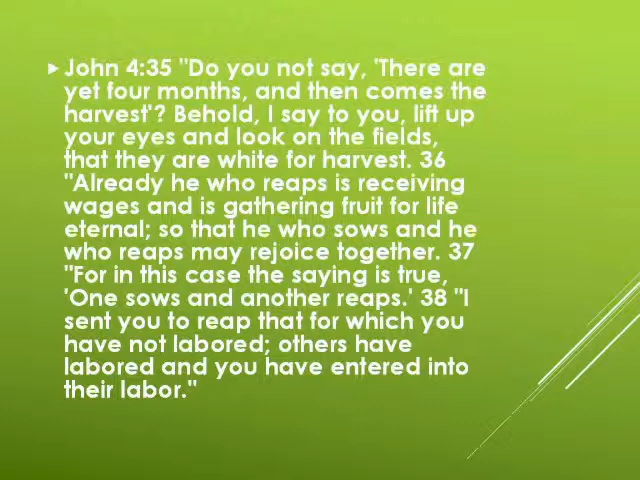 John 4:35 "Do you not say, 'There are
yet four months, and then comes the
harvest'? Behold, I say to you, lift up
your eyes and look on the fields,
that they are white for harvest. 36
"Already he who reaps is receiving
wages and is gathering fruit for life
eternal; so that he who sows and he
who reaps may rejoice together. 37
"For in this case the saying is true,
'One sows and another reaps.' 38 "I
sent you to reap that for which you
have not labored; others have
labored and you have entered into
their labor."